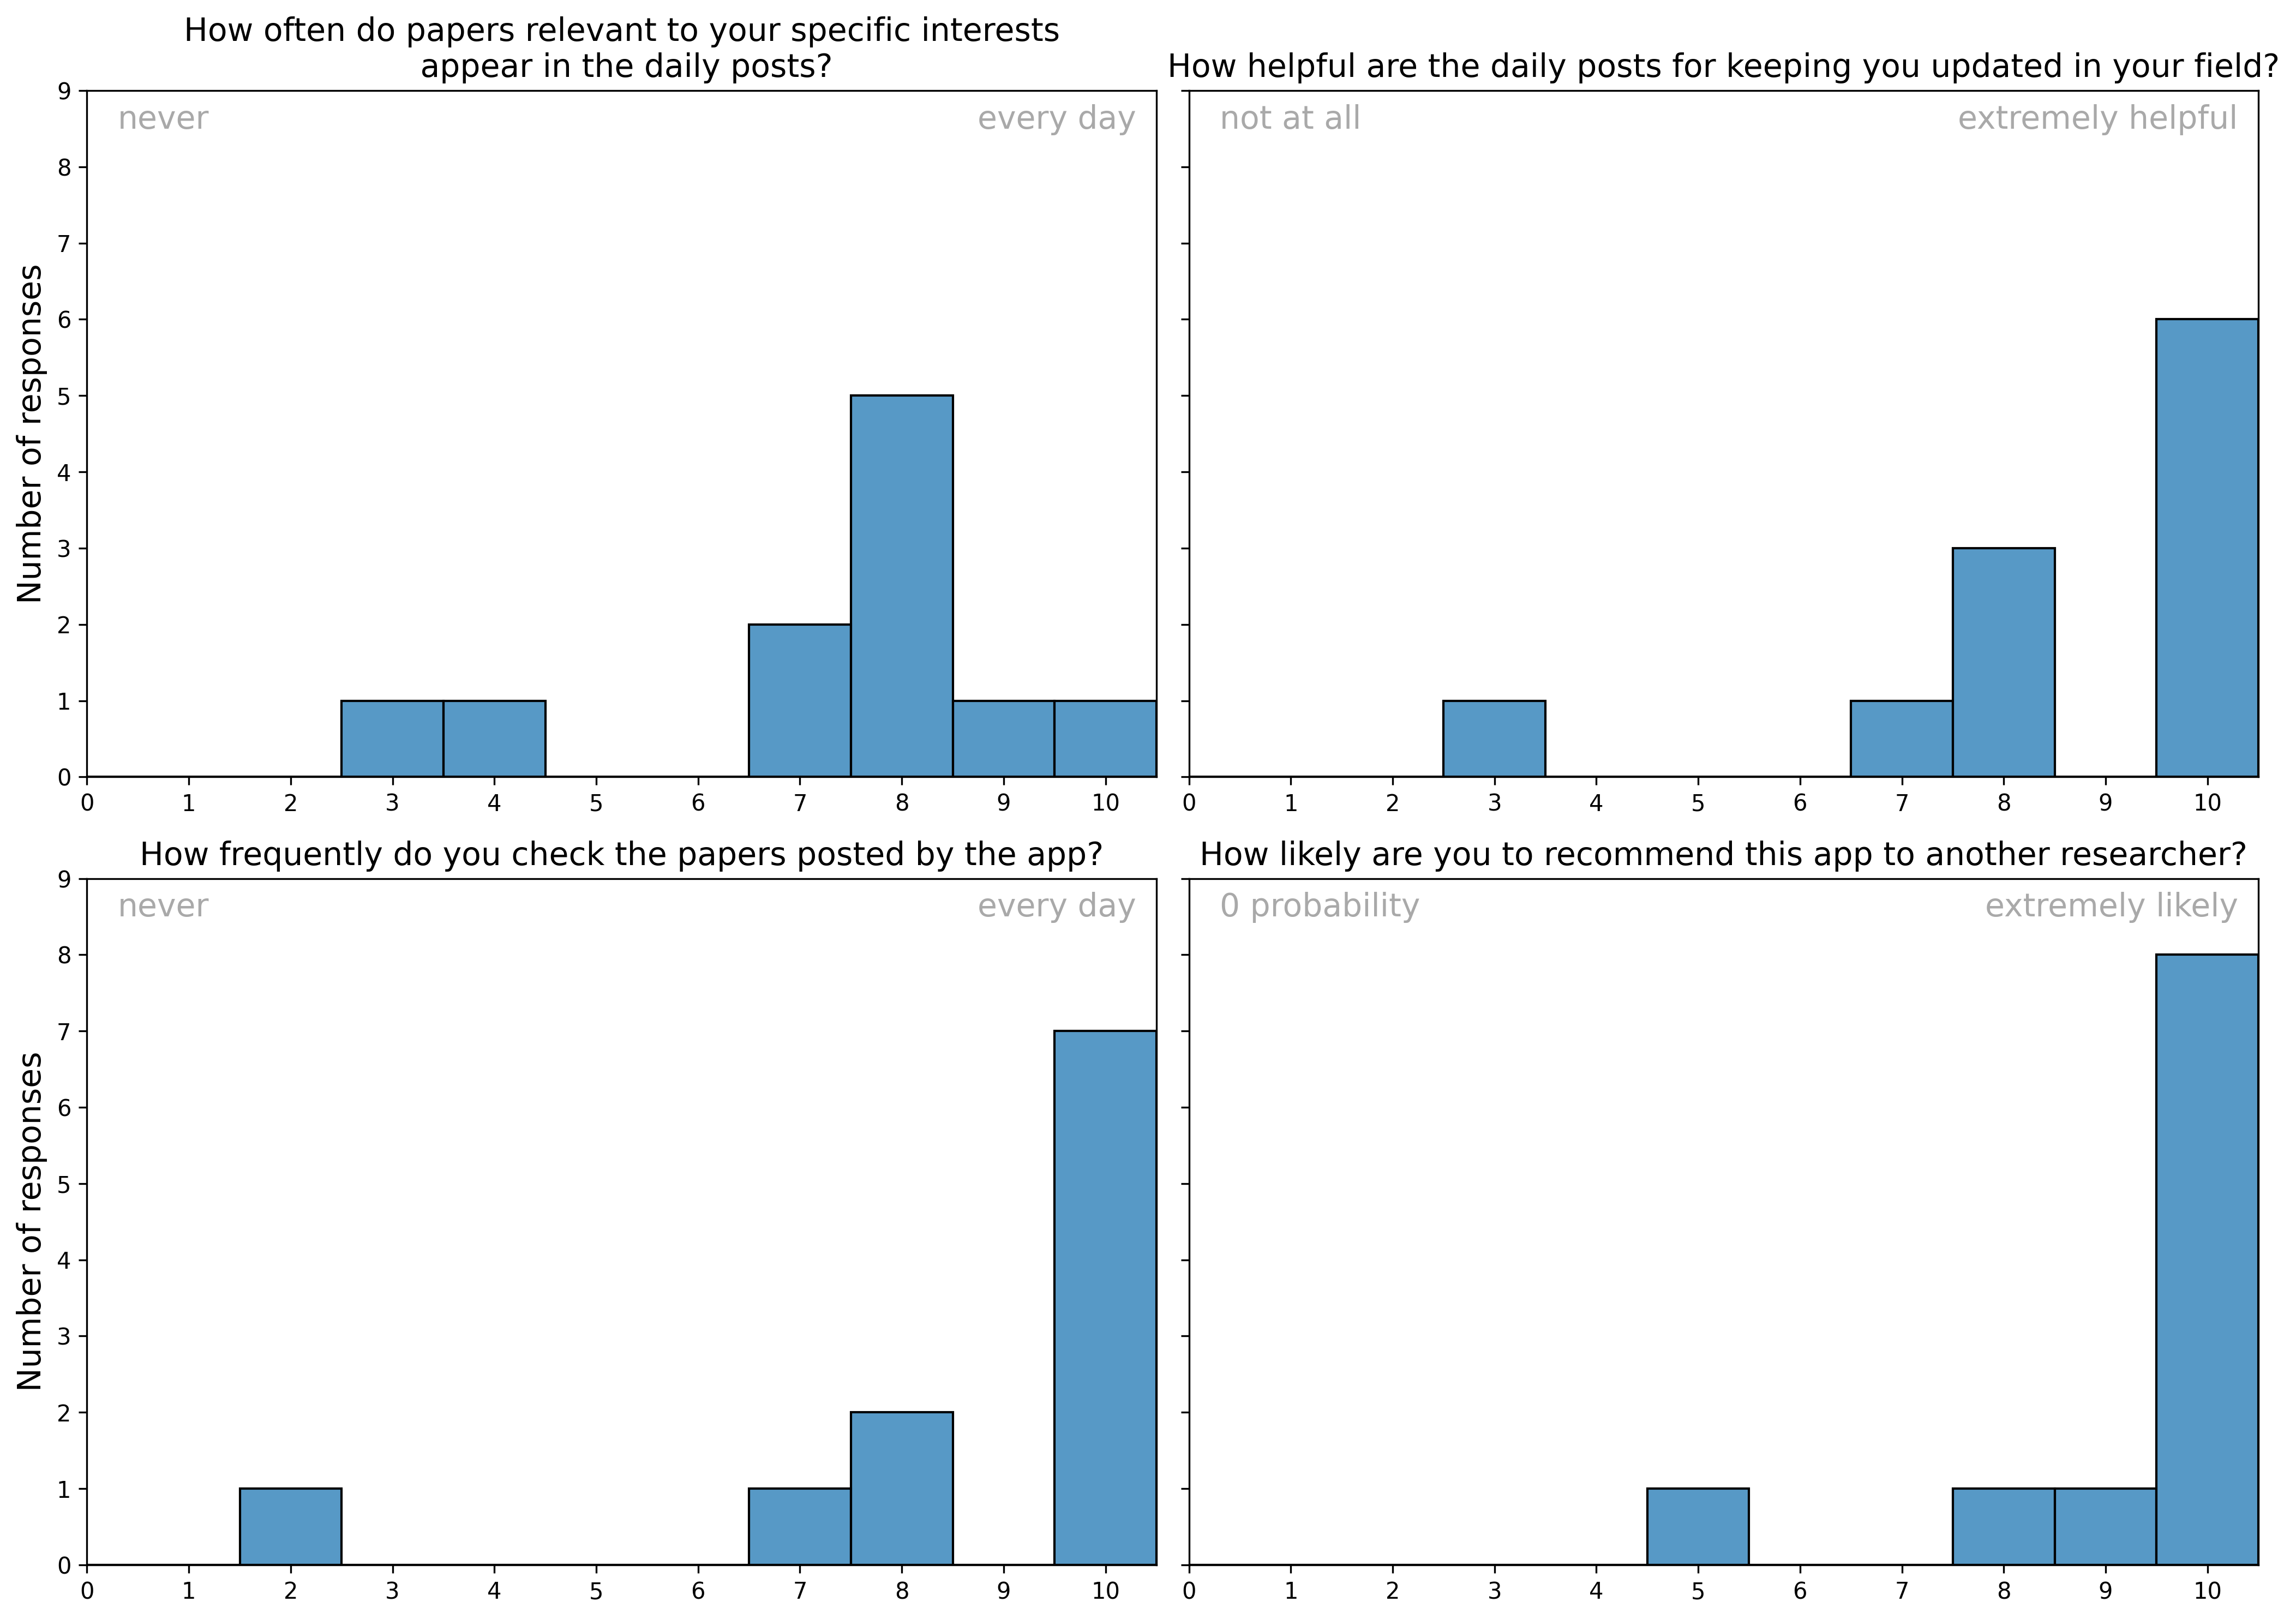 How often do papers relevant to your specific interests
appear in the daily posts?
never
every day
Number of responses
9
8
7
6
5
4
3
2
1
0
0 1 2 3 4 5 6 7 8 9 10
How helpful are the daily posts for keeping you updated in your field?
not at all
extremely helpful
0 1 2 3 4 5 6 7 8 9 10
How frequently do you check the papers posted by the app?
never
every day
Number of responses
9
8
7
6
5
4
3
2
1
0
0 1 2 3 4 5 6 7 8 9 10
How likely are you to recommend this app to another researcher?
0 probability
extremely likely
0 1 2 3 4 5 6 7 8 9 10